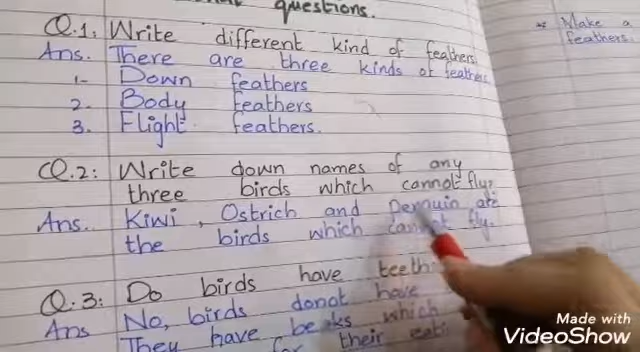 questions.
Q.1: Write different kind of feathers.
Ans. There are three kinds of feathers
1- Down feathers
2. Body feathers
3. Flight feathers.
Q.2: Write down names of any
three birds which cannot fly?
Ans. Kiwi, Ostrich and Penguin are
the birds which cannot fly.
Q.3: Do birds have teeth
Ans No, birds donot have
They have beaks which
for their
* Make a
feathers.
Made with
VideoShow